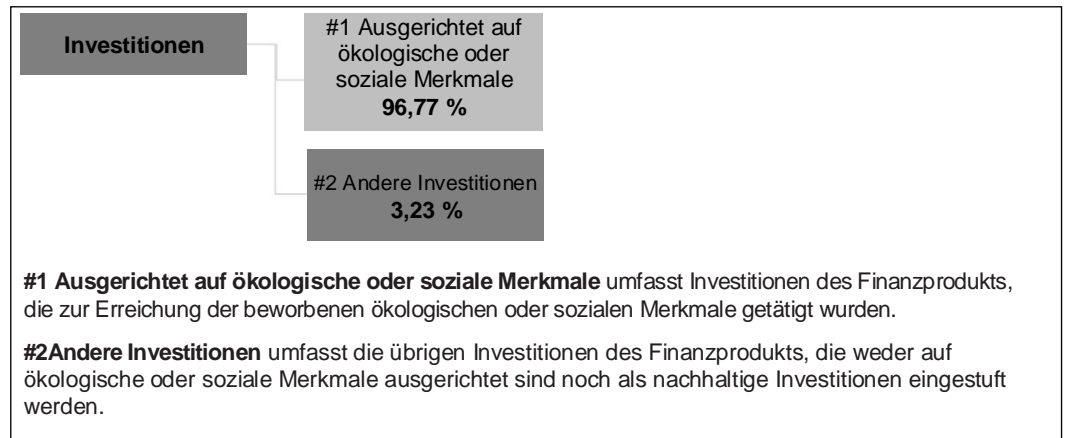 Investitionen
#1 Ausgerichtet auf
ökologische oder
soziale Merkmale
96,77 %
#2 Andere Investitionen
3,23 %
#1 Ausgerichtet auf ökologische oder soziale Merkmale umfasst Investitionen des Finanzprodukts,
die zur Erreichung der beworbenen ökologischen oder sozialen Merkmale getätigt wurden.
#2Andere Investitionen umfasst die übrigen Investitionen des Finanzprodukts, die weder auf
ökologische oder soziale Merkmale ausgerichtet sind noch als nachhaltige Investitionen eingestuft
werden.